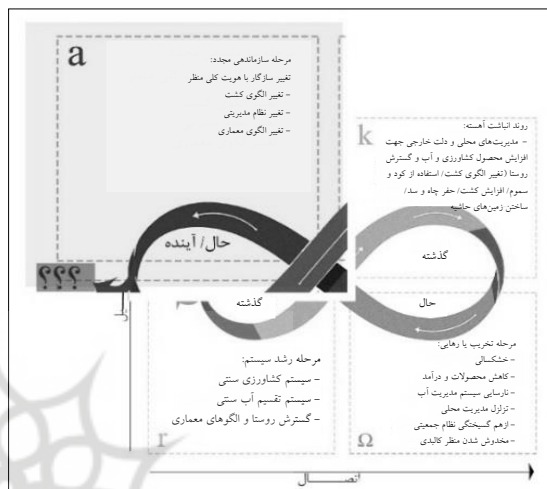 a
مرحله سازماندهی مجدد:
تغییر سازگار با هویت کلی منظر
- تغییر الگوی کشت
- تغییر نظام مدیریتی
- تغییر الگوی معماری
k
روند انباشت آهسته:
- مدیریت‌های محلی و دلت خارجی جهت
افزایش محصول کشاورزی و آب و گسترش
روستا (تغییر الگوی کشت/ استفاده از کود و
سموم/ افزایش کشت/ حفر چاه و سد/
ساختن زمین‌های حاشیه
حال/ آینده
گذشته
؟؟؟
گذشته
حال
مرحله رشد سیستم:
- سیستم کشاورزی سنتی
- سیستم تقسیم آب سنتی
- گسترش روستا و الگوهای معماری
r
مرحله تخریب یا رهایی:
- خشکسالی
- کاهش محصولات و درآمد
- نارسایی سیستم مدیریت آب
- تزلزل مدیریت محلی
- ازهم گسیختگی نظام جمعیتی
- مخدوش شدن منظر کالبدی
Ω
اتصال